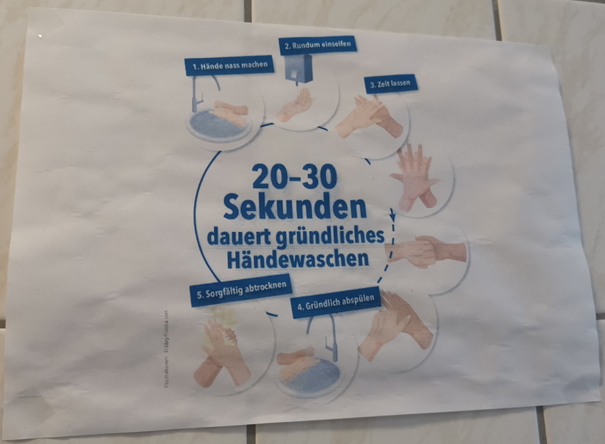 1. Hände nass machen
2. Rundum einseifen
3. Zeit lassen
20–30
Sekunden
dauert gründliches
Händewaschen
4. Gründlich abspülen
5. Sorgfältig abtrocknen